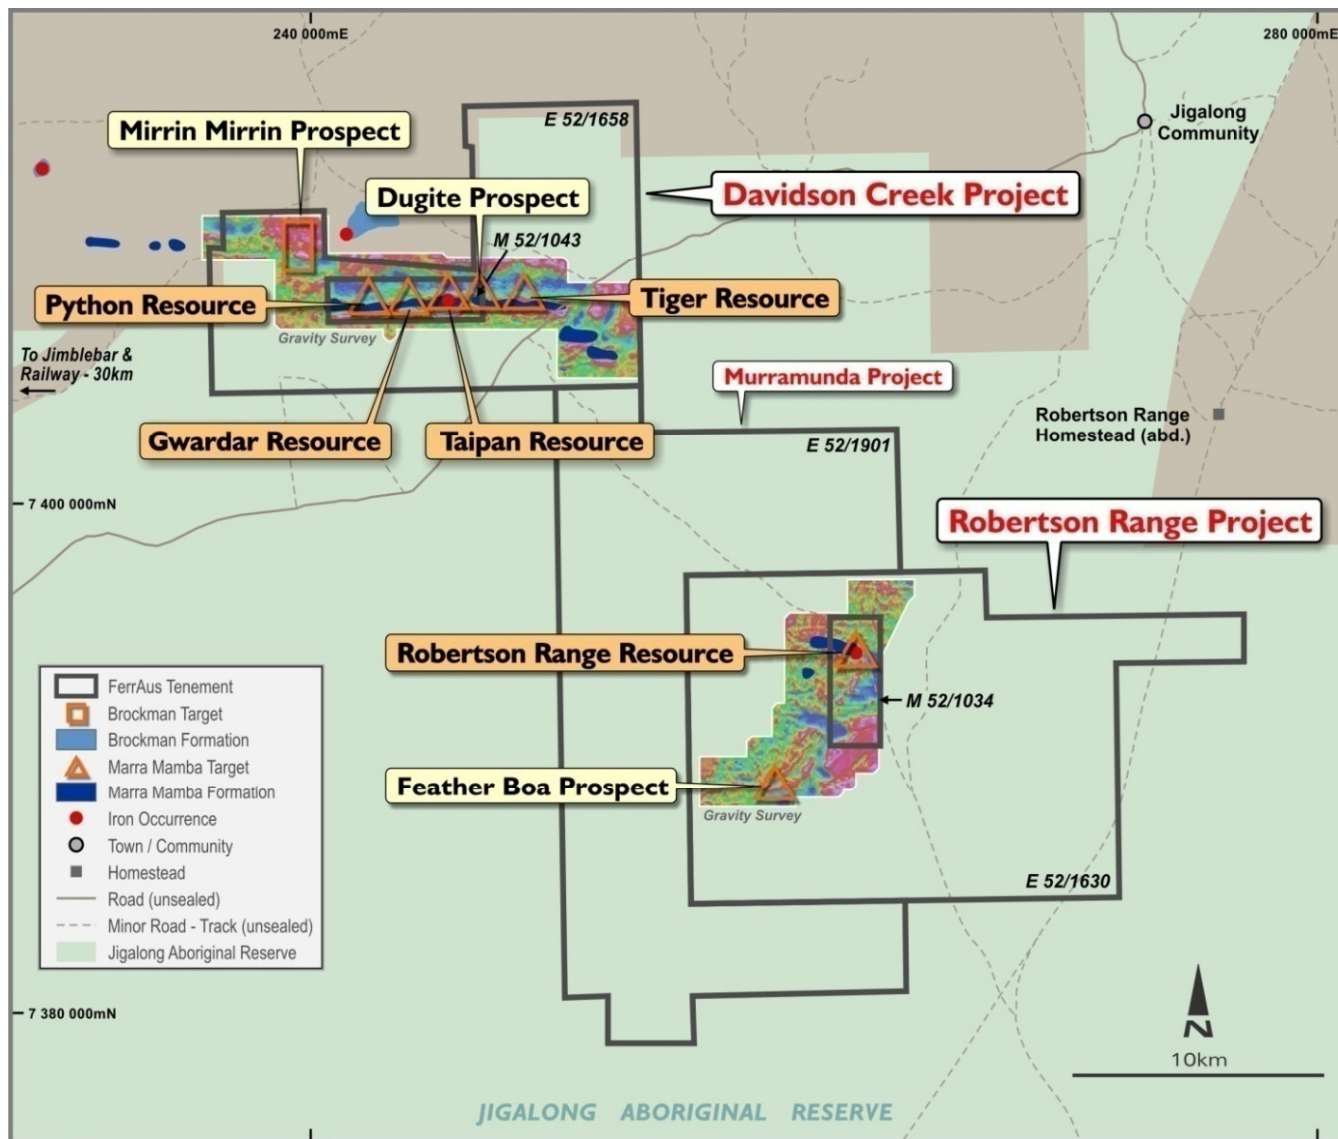 240 000mE
280 000mE
E 52/1658
Mirrin Mirrin Prospect
Jigalong
Community
Dugite Prospect
Davidson Creek Project
M 52/1043
Python Resource
Tiger Resource
Gravity Survey
To Jimblebar &
Railway - 30km
Murramunda Project
Robertson Range
Homestead (abd.)
Gwardar Resource
Taipan Resource
E 52/1901
7 400 000mN
Robertson Range Project
Robertson Range Resource
M 52/1034
Feather Boa Prospect
Gravity Survey
E 52/1630
FerrAus Tenement
Brockman Target
Brockman Formation
Marra Mamba Target
Marra Mamba Formation
Iron Occurrence
Town / Community
Homestead
Road (unsealed)
Minor Road - Track (unsealed)
Jigalong Aboriginal Reserve
7 380 000mN
N
10km
JIGALONG ABORIGINAL RESERVE